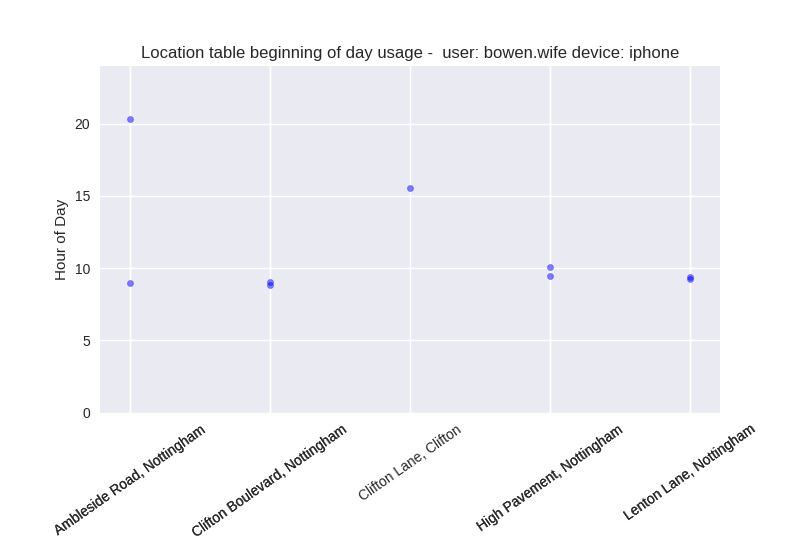 Location table beginning of day usage -  user: bowen.wife device: iphone
Hour of Day
20
15
10
5
0
Ambleside Road, Nottingham
Clifton Boulevard, Nottingham
Clifton Lane, Clifton
High Pavement, Nottingham
Lenton Lane, Nottingham